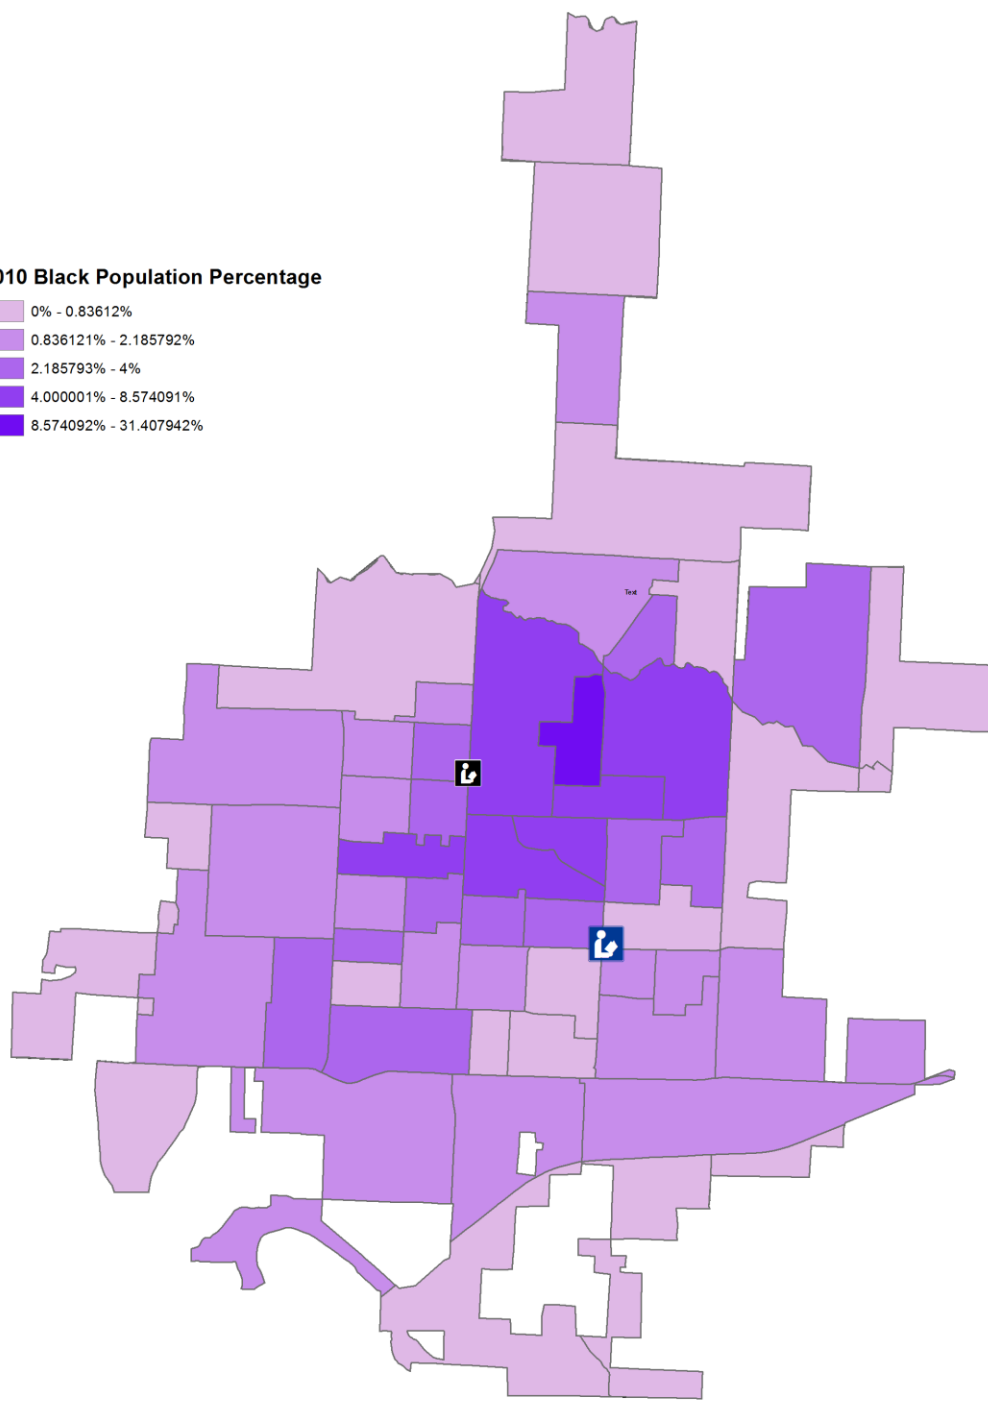 010 Black Population Percentage
0% - 0.83612%
0.836121% - 2.185792%
2.185793% - 4%
4.000001% - 8.574091%
8.574092% - 31.407942%
Text